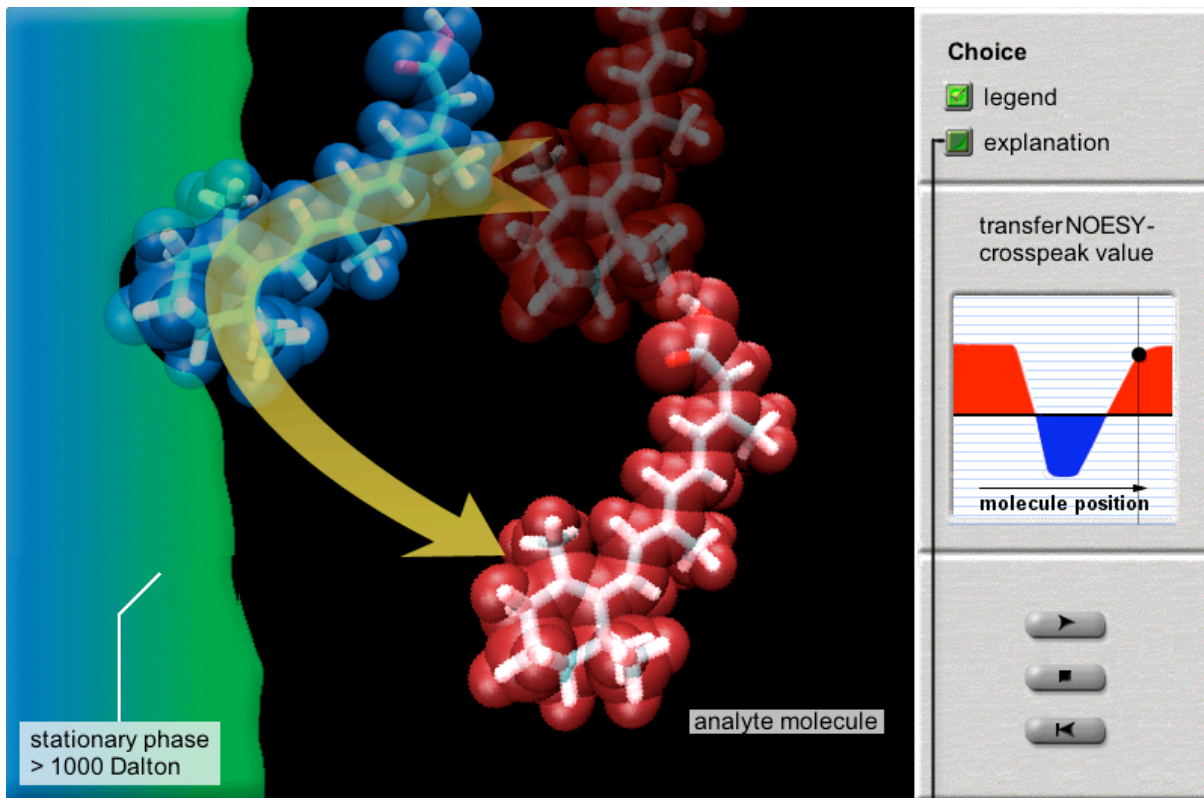 Choice
legend
explanation
transfer NOESY-
crosspeak value
molecule position
analyte molecule
stationary phase
> 1000 Dalton